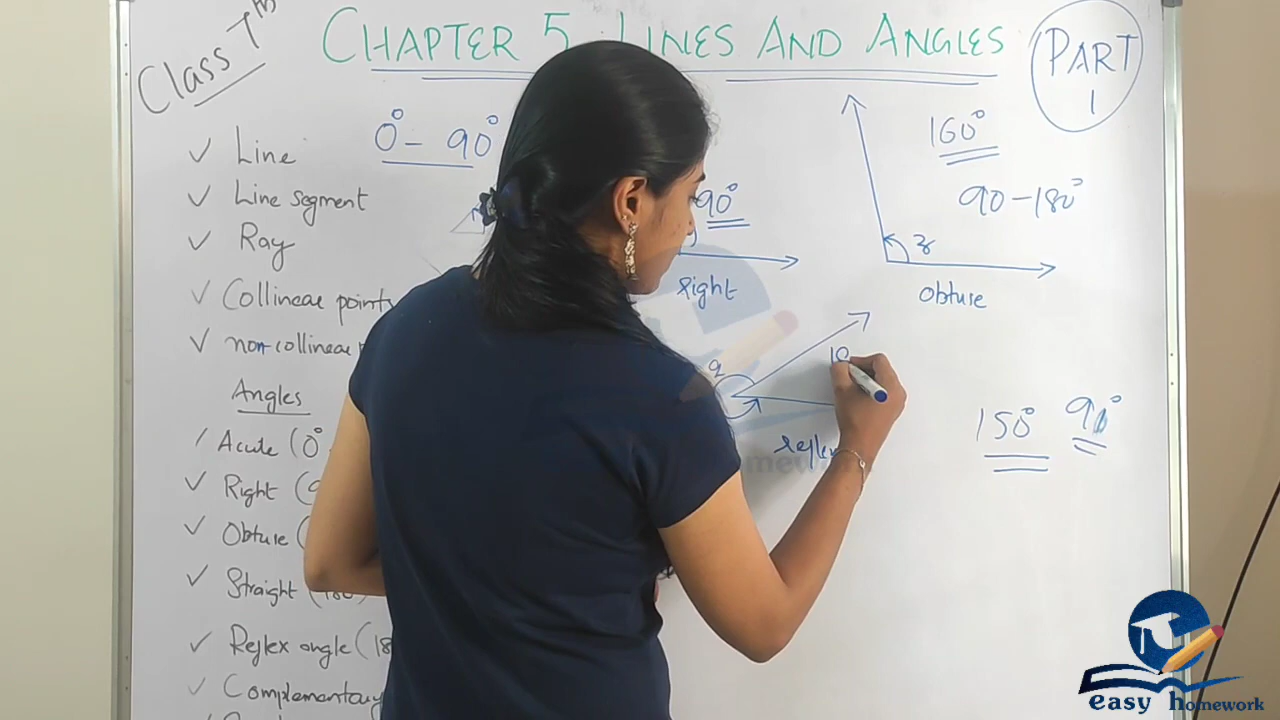 Class 7th
CHAPTER 5 LINES AND ANGLES
PART
1
✓ Line
✓ Line segment
✓ Ray
✓ Collinear points
✓ non-collinear
Angles
/ Acute (0°
✓ Right (9
✓ Obtuse (
✓ Straight (180°)
✓ Reflex angle (18
✓ Complementary
0° - 90°
90°
right
160°
90-180°
z
Obtuse
a
18
reflex
150° 90°
easy homework